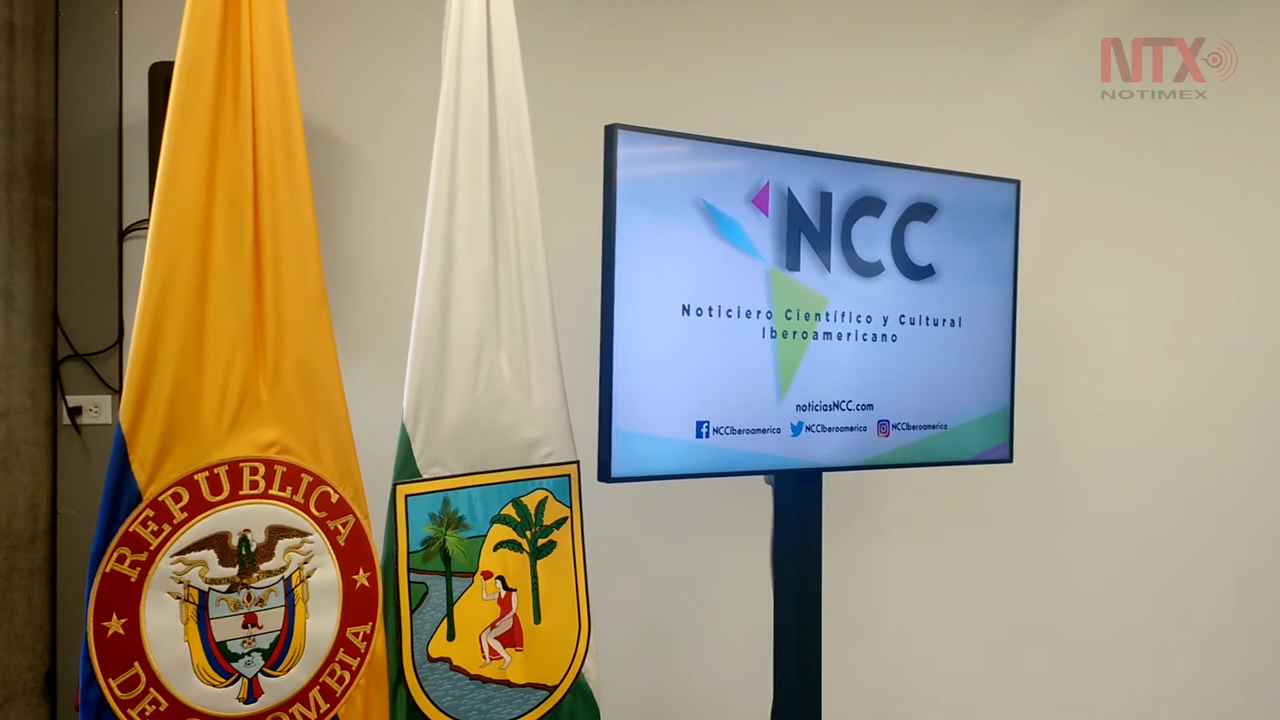 NTX
NOTIMEX
NCC
Noticiero Científico y Cultural
Iberoamericano
noticiasNCC.com
NCCIberoamerica NCCIberoamerica NCCIberoamerica
REPUBLICA
DE COLOMBIA